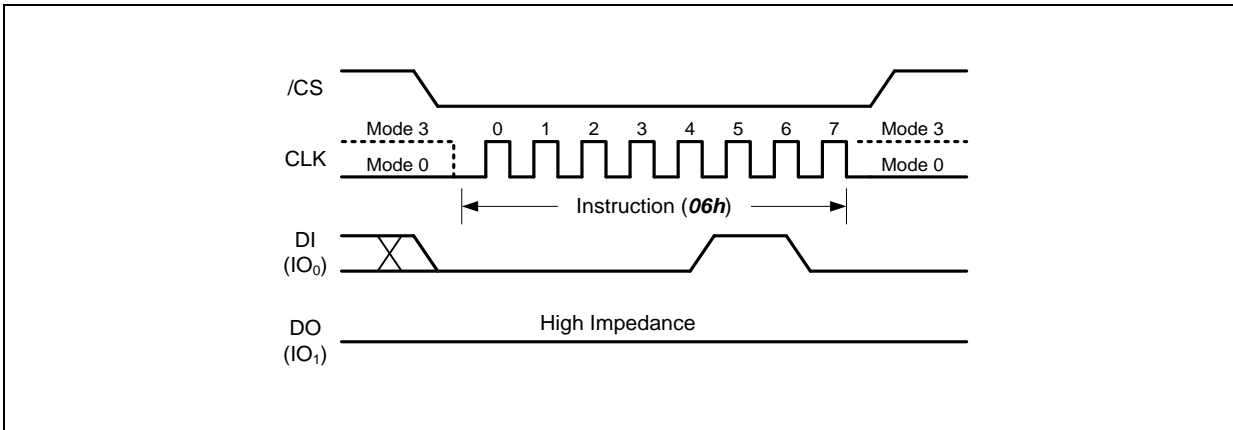 /CS
Mode 3 0 1 2 3 4 5 6 7 Mode 3
CLK
Mode 0 Mode 0
Instruction (06h)
DI
(IO₀)
High Impedance
DO
(IO₁)